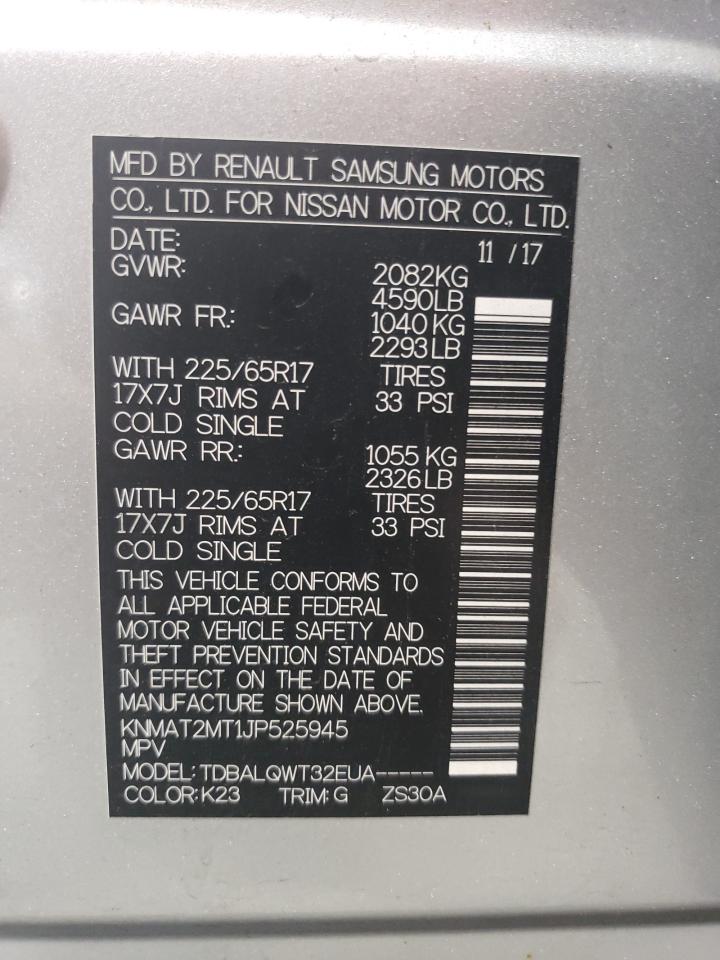 MFD BY RENAULT SAMSUNG MOTORS
CO., LTD. FOR NISSAN MOTOR CO., LTD.
DATE: 11 /17
GVWR: 2082KG
4590LB
GAWR FR.: 1040 KG
2293 LB
WITH 225/65R17 TIRES
17X7J RIMS AT 33 PSI
COLD SINGLE
GAWR RR.: 1055 KG
2326 LB
WITH 225/65R17 TIRES
17X7J RIMS AT 33 PSI
COLD SINGLE
THIS VEHICLE CONFORMS TO
ALL APPLICABLE FEDERAL
MOTOR VEHICLE SAFETY AND
THEFT PREVENTION STANDARDS
IN EFFECT ON THE DATE OF
MANUFACTURE SHOWN ABOVE.
KNMAT2MT1JP525945
MPV
MODEL:TDBALQWT32EUA-----
COLOR:K23 TRIM:G ZS30A